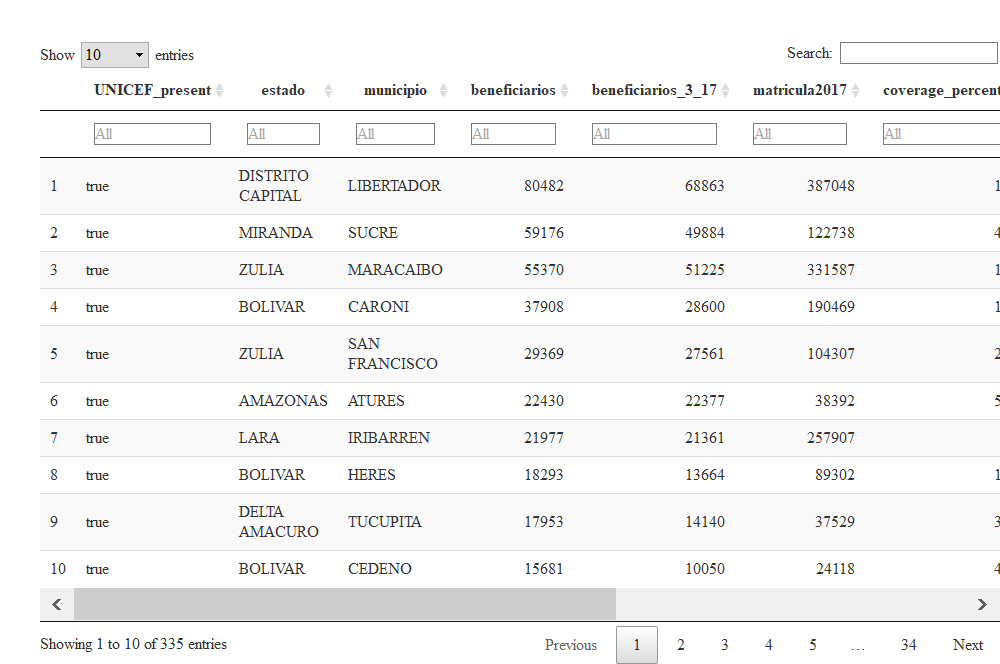 Show 10 entries Search:
UNICEF_present estado municipio beneficiarios beneficiarios_3_17 matricula2017 coverage_percent
All All All All All All All
1 true DISTRITO CAPITAL LIBERTADOR 80482 68863 387048 1
2 true MIRANDA SUCRE 59176 49884 122738 4
3 true ZULIA MARACAIBO 55370 51225 331587 1
4 true BOLIVAR CARONI 37908 28600 190469 1
5 true ZULIA SAN FRANCISCO 29369 27561 104307 2
6 true AMAZONAS ATURES 22430 22377 38392 5
7 true LARA IRIBARREN 21977 21361 257907
8 true BOLIVAR HERES 18293 13664 89302 1
9 true DELTA AMACURO TUCUPITA 17953 14140 37529 3
10 true BOLIVAR CEDENO 15681 10050 24118 4
Showing 1 to 10 of 335 entries Previous 1 2 3 4 5 … 34 Next